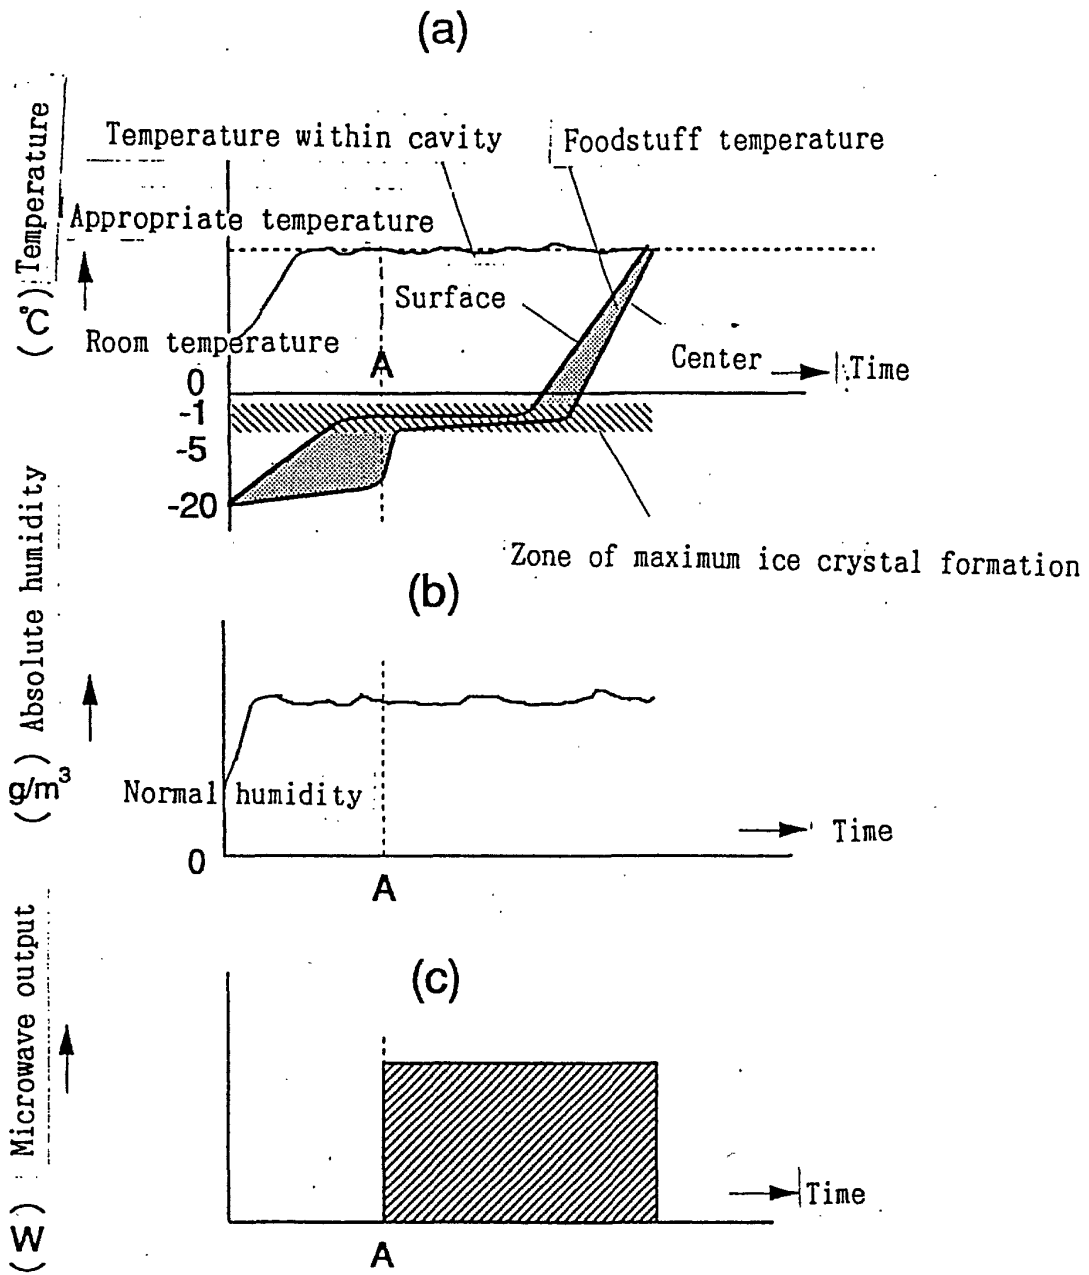 (a)
Temperature within cavity
Foodstuff temperature
(℃) Temperature
Appropriate temperature
Surface
Room temperature
A
Center
Time
0
-1
-5
-20
Zone of maximum ice crystal formation
(b)
(g/m³) Absolute humidity
Normal humidity
Time
0
A
(c)
(W) Microwave output
Time
A